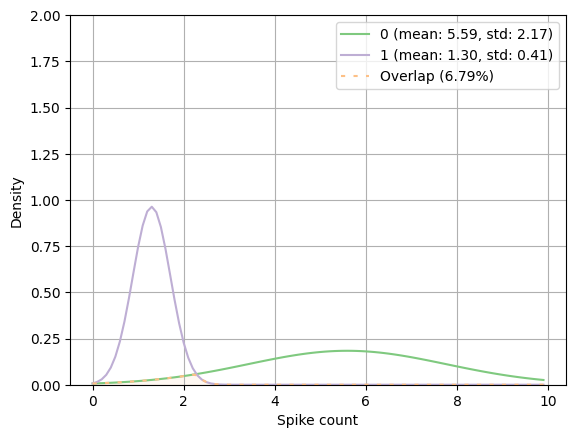 2.00
1.75
1.50
1.25
1.00
0.75
0.50
0.25
0.00
Density
0 (mean: 5.59, std: 2.17)
1 (mean: 1.30, std: 0.41)
Overlap (6.79%)
0 2 4 6 8 10
Spike count